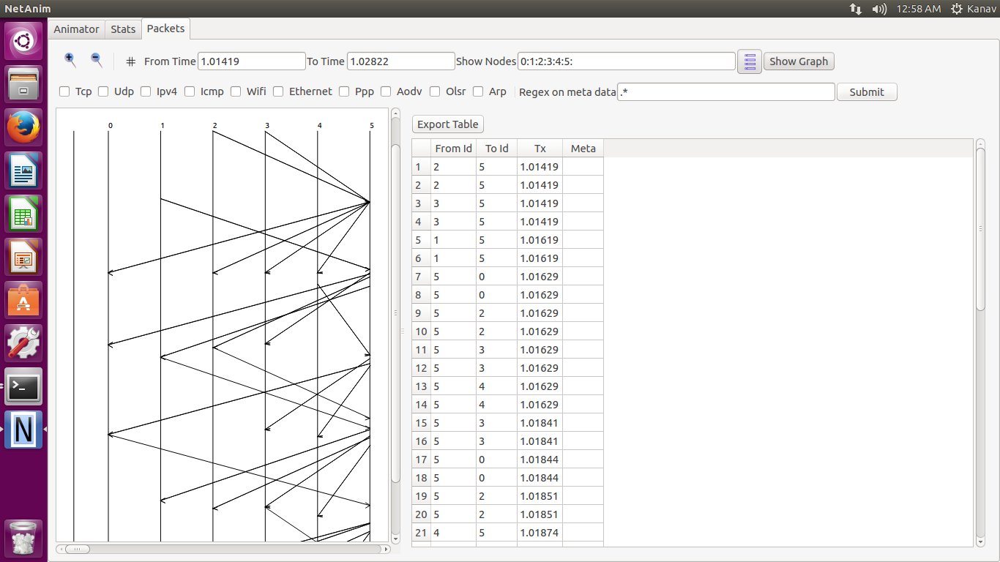 NetAnim 12:58 AM Kanav
Animator Stats Packets
# From Time 1.01419 To Time 1.02822 Show Nodes 0:1:2:3:4:5: Show Graph
Tcp Udp Ipv4 Icmp Wifi Ethernet Ppp Aodv Olsr Arp Regex on meta data .* Submit
0 1 2 3 4 5
Export Table
From Id To Id Tx Meta
1 2 5 1.01419
2 2 5 1.01419
3 3 5 1.01419
4 3 5 1.01419
5 1 5 1.01619
6 1 5 1.01619
7 5 0 1.01629
8 5 0 1.01629
9 5 2 1.01629
10 5 2 1.01629
11 5 3 1.01629
12 5 3 1.01629
13 5 4 1.01629
14 5 4 1.01629
15 5 3 1.01841
16 5 3 1.01841
17 5 0 1.01844
18 5 0 1.01844
19 5 2 1.01851
20 5 2 1.01851
21 4 5 1.01874